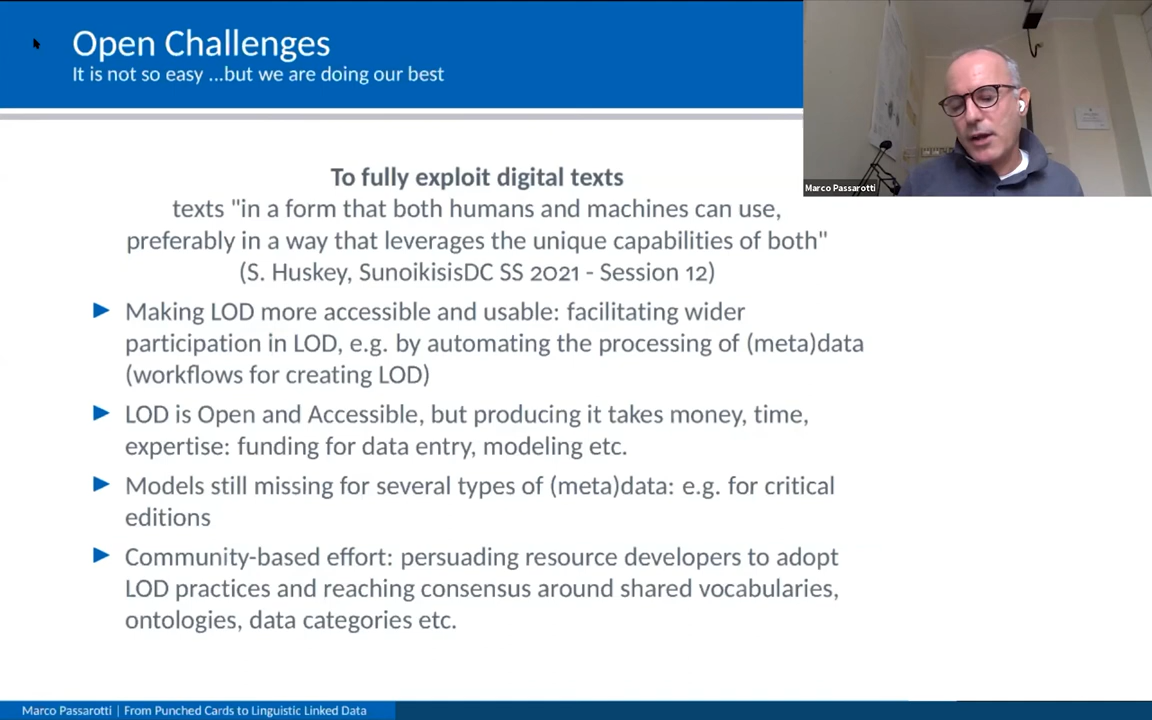 Open Challenges
It is not so easy ...but we are doing our best
Marco Passarotti
To fully exploit digital texts
texts "in a form that both humans and machines can use,
preferably in a way that leverages the unique capabilities of both"
(S. Huskey, SunoikisisDC SS 2021 - Session 12)
Making LOD more accessible and usable: facilitating wider
participation in LOD, e.g. by automating the processing of (meta)data
(workflows for creating LOD)
LOD is Open and Accessible, but producing it takes money, time,
expertise: funding for data entry, modeling etc.
Models still missing for several types of (meta)data: e.g. for critical
editions
Community-based effort: persuading resource developers to adopt
LOD practices and reaching consensus around shared vocabularies,
ontologies, data categories etc.
Marco Passarotti | From Punched Cards to Linguistic Linked Data